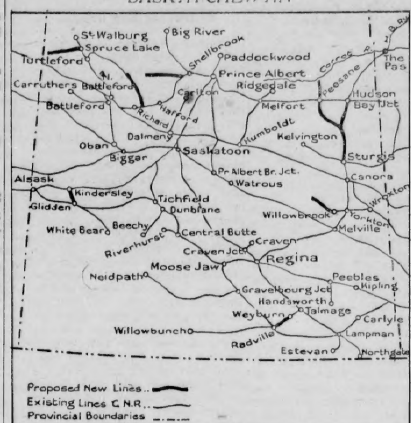 St. Walburg
Big River
Spruce Lake
Shellbrook
Paddockwood
Turtleford
Prince Albert
The Pas
Carruthers
N. Battleford
Carlton
Ridgedale
Peesane
Battleford
Richard
Hafford
Melfort
Hudson Bay Jct
Dalmeny
Humboldt
Kelvington
Oban
Biggar
Saskatoon
Sturgis
Alsask
Pr Albert Br. Jct.
Watrous
Canora
Kindersley
Glidden
Tichfield
Dunblane
Willowbrook
Wroxton
Yorkton
White Bear
Beechy
Riverhurst
Central Butte
Melville
Craven Jct
Craven
Moose Jaw
Regina
Neidpath
Peebles
Kipling
Gravelbourg Jct
Handsworth
Weyburn
Talmage
Carlyle
Willowbunch
Radville
Lampman
Estevan
Northgate
Proposed New Lines...
Existing Lines C.N.R...
Provincial Boundaries